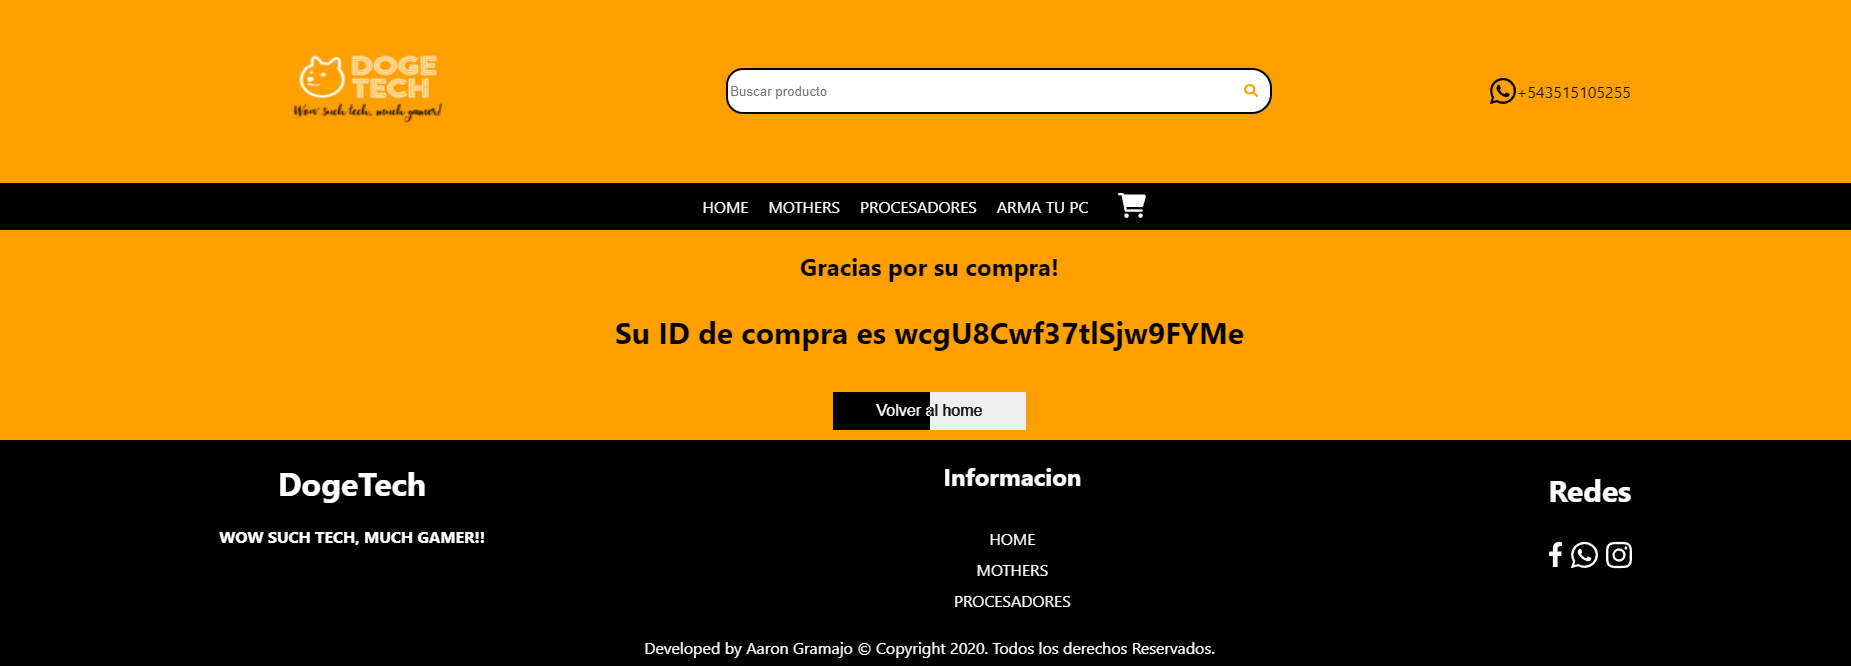 DOGE
TECH
Wow such tech, much gamer!
Buscar producto
+543515105255
HOME MOTHERS PROCESADORES ARMA TU PC
Gracias por su compra!
Su ID de compra es wcgU8Cwf37tlSjw9FYMe
Volver al home
DogeTech
WOW SUCH TECH, MUCH GAMER!!
Informacion
HOME
MOTHERS
PROCESADORES
Redes
Developed by Aaron Gramajo © Copyright 2020. Todos los derechos Reservados.